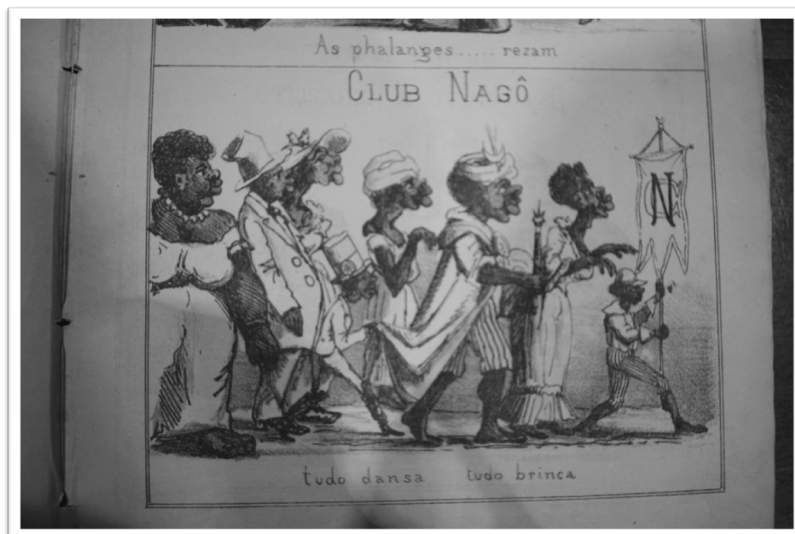 As phalanges..... rezam
CLUB NAGÔ
N
tudo dansa tudo brinca